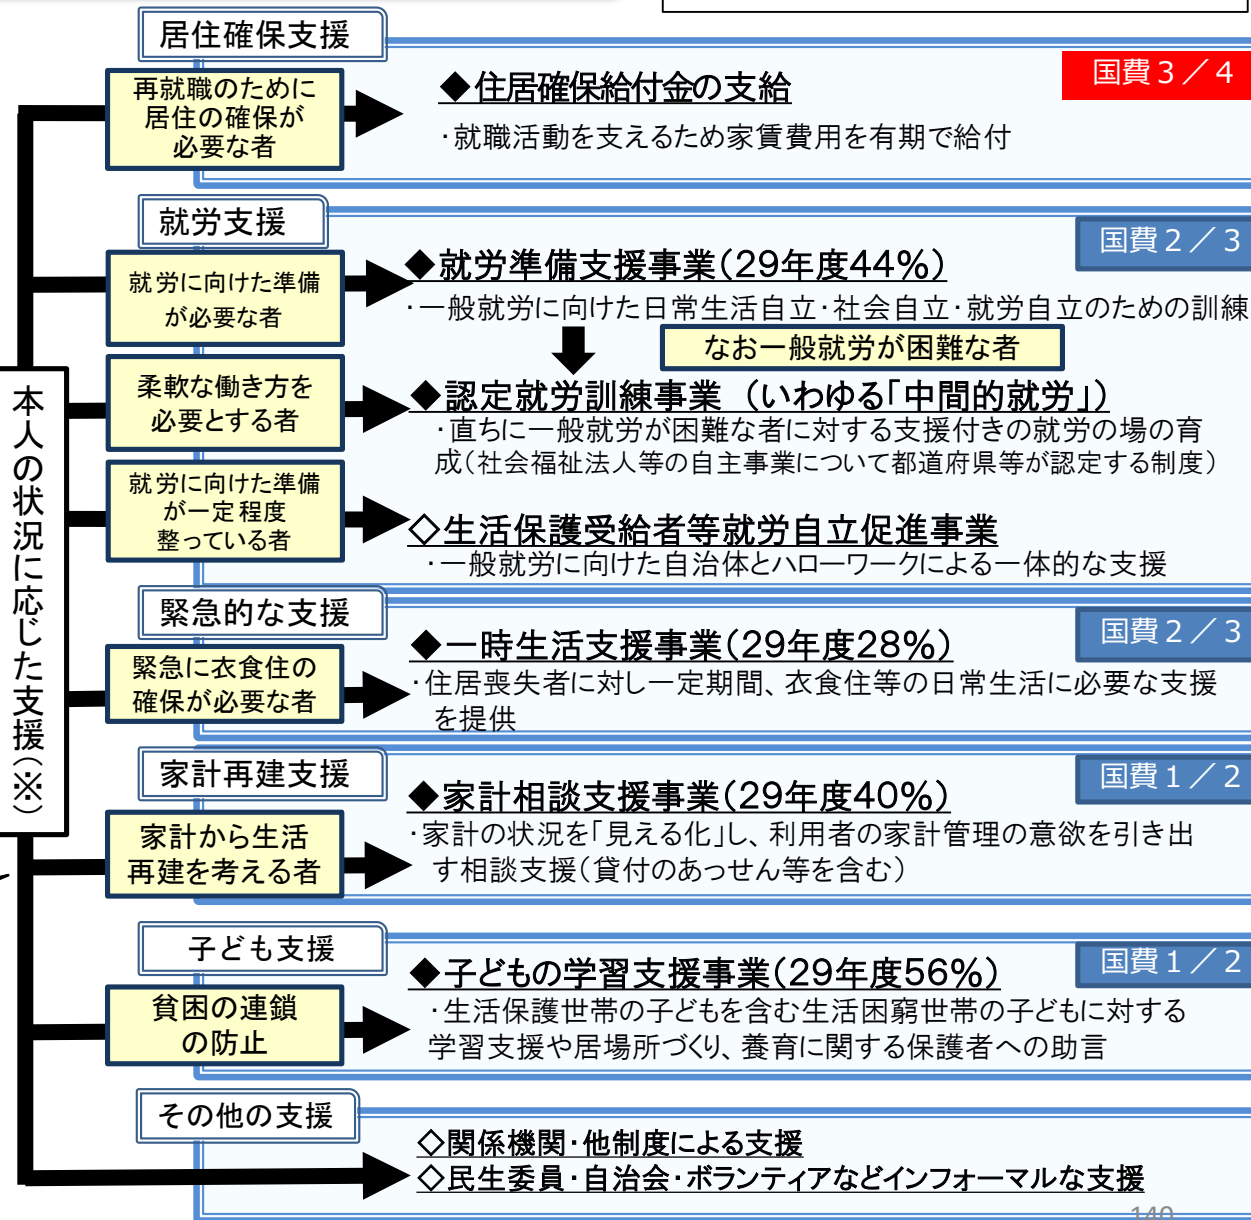 居住確保支援
再就職のために
居住の確保が
必要な者
◆住居確保給付金の支給
国費3／4
・就職活動を支えるため家賃費用を有期で給付
就労支援
国費2／3
就労に向けた準備
が必要な者
◆就労準備支援事業(29年度44%)
・一般就労に向けた日常生活自立・社会自立・就労自立のための訓練
なお一般就労が困難な者
柔軟な働き方を
必要とする者
◆認定就労訓練事業 (いわゆる「中間的就労」)
・直ちに一般就労が困難な者に対する支援付きの就労の場の育
成(社会福祉法人等の自主事業について都道府県等が認定する制度)
就労に向けた準備
が一定程度
整っている者
◇生活保護受給者等就労自立促進事業
・一般就労に向けた自治体とハローワークによる一体的な支援
本人の状況に応じた支援(※)
緊急的な支援
国費2／3
緊急に衣食住の
確保が必要な者
◆一時生活支援事業(29年度28%)
・住居喪失者に対し一定期間、衣食住等の日常生活に必要な支援
を提供
家計再建支援
国費1／2
家計から生活
再建を考える者
◆家計相談支援事業(29年度40%)
・家計の状況を「見える化」し、利用者の家計管理の意欲を引き出
す相談支援(貸付のあっせん等を含む)
子ども支援
国費1／2
貧困の連鎖
の防止
◆子どもの学習支援事業(29年度56%)
・生活保護世帯の子どもを含む生活困窮世帯の子どもに対する
学習支援や居場所づくり、養育に関する保護者への助言
その他の支援
◇関係機関・他制度による支援
◇民生委員・自治会・ボランティアなどインフォーマルな支援